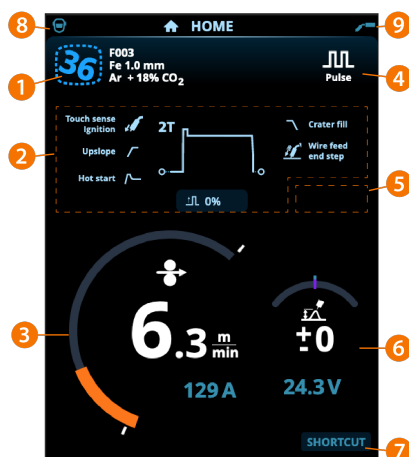 8
HOME
9
36
F003
Fe 1.0 mm
Ar + 18% CO2
Pulse
1
4
Touch sense
Ignition
2T
Crater fill
2
Upslope
Wire feed
end step
Hot start
5
0%
3
6.3 m
min
±0
6
129 A
24.3 V
SHORTCUT
7